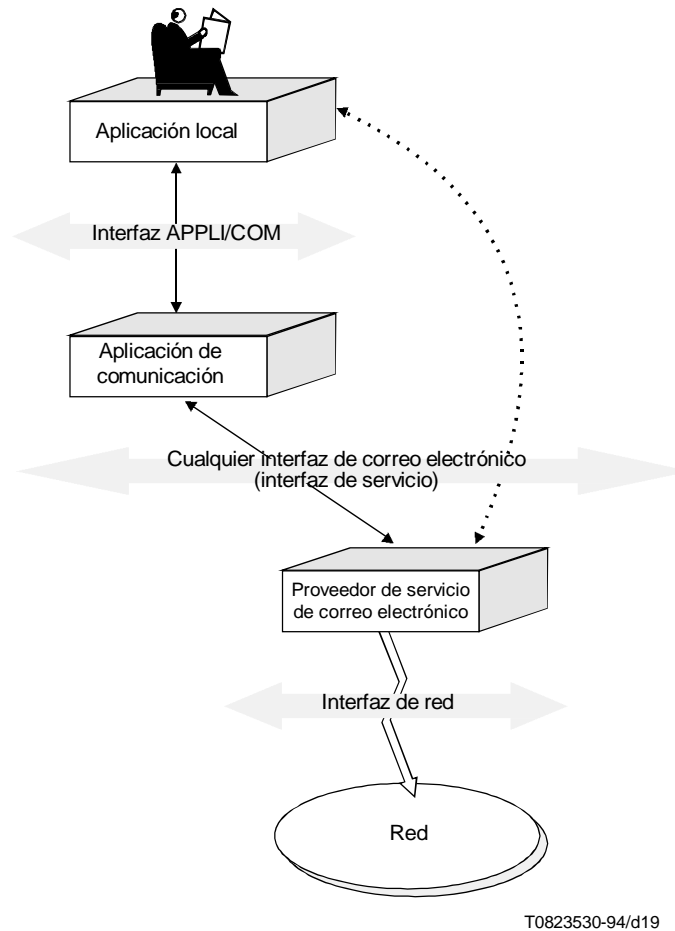 Aplicación local
Interfaz APPLI/COM
Aplicación de
comunicación
Cualquier interfaz de correo electrónico
(interfaz de servicio)
Proveedor de servicio
de correo electrónico
Interfaz de red
Red
T0823530-94/d19